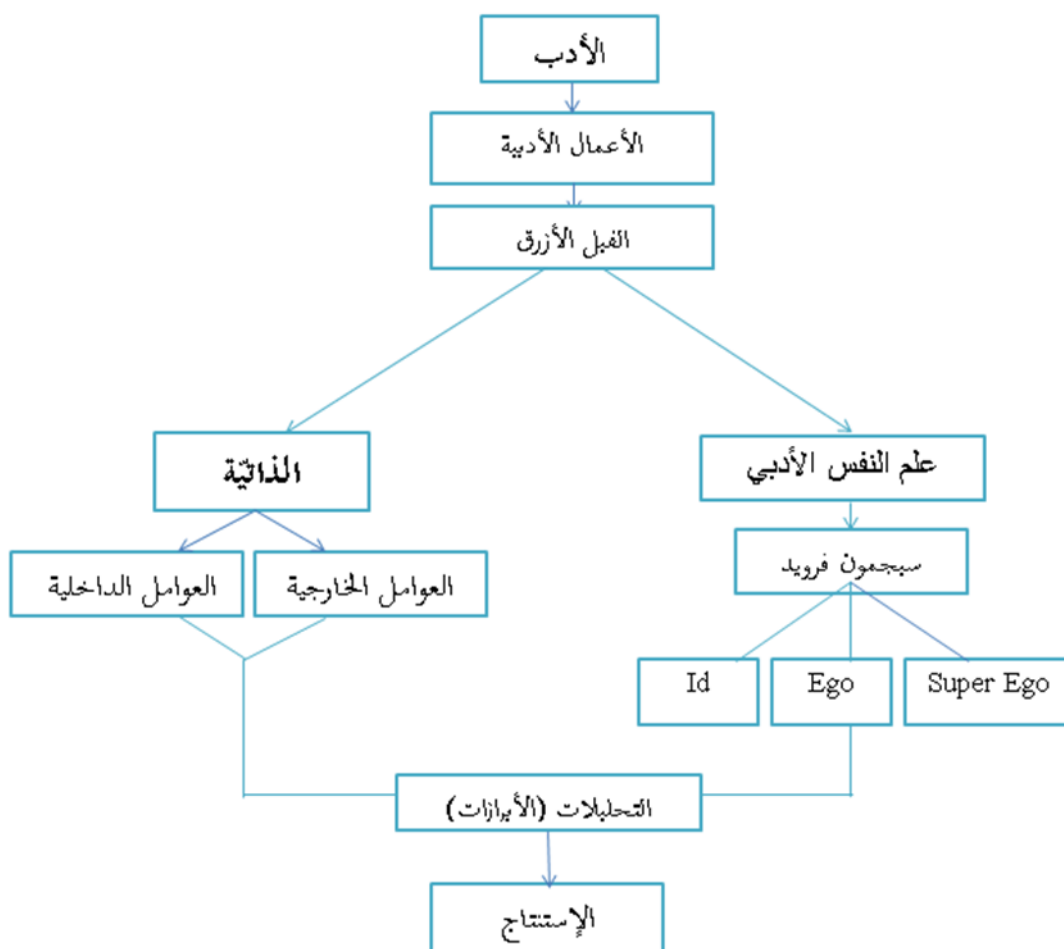 الأدب
الأعمال الأدبية
الفيل الأزرق
علم النفس الأدبي
الذاتيّة
سيجمون فرويد
العوامل الخارجية
العوامل الداخلية
Id
Ego
Super Ego
التحليلات (الأبرازات)
الإستنتاج